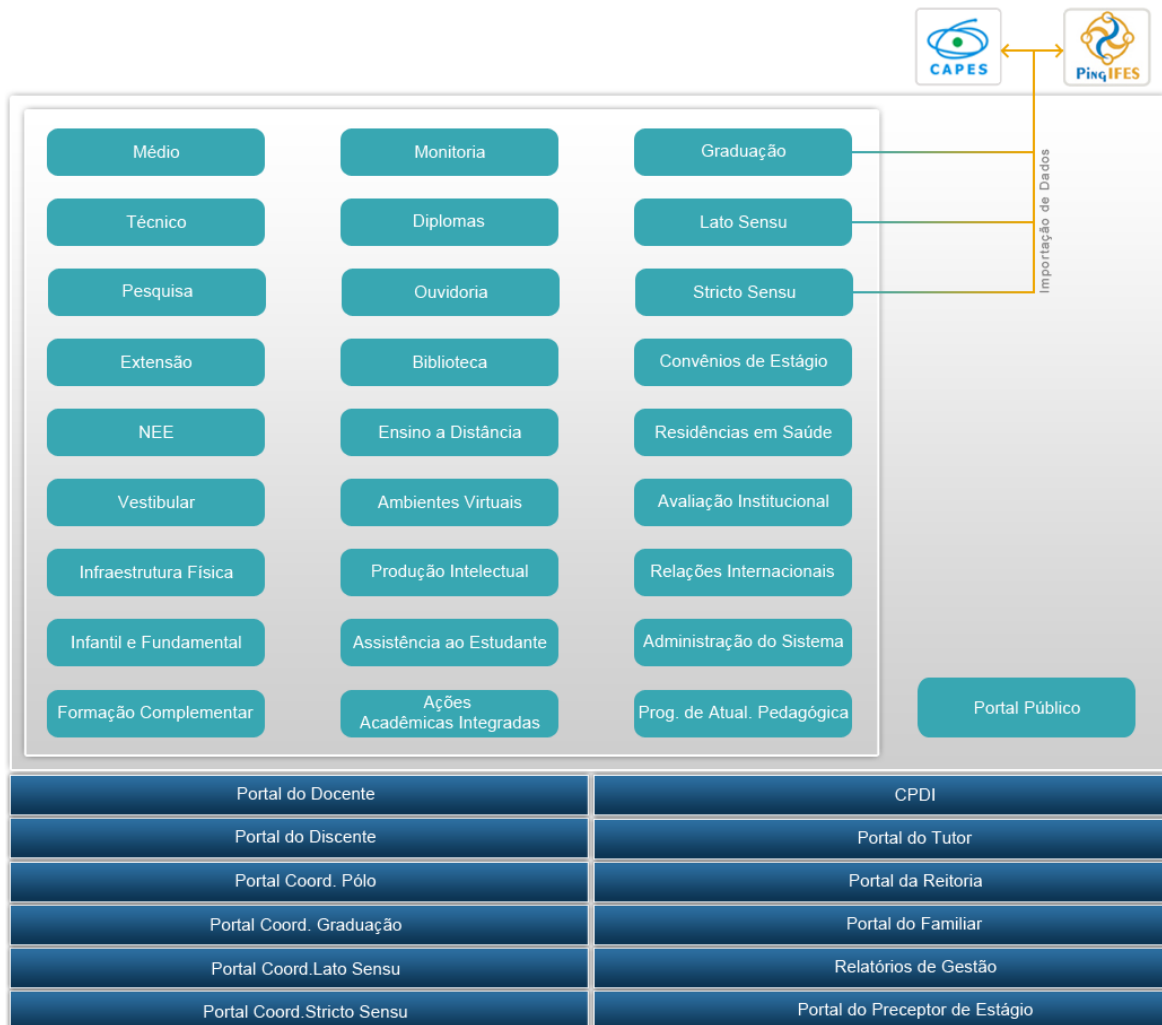 CAPES
PingIFES
Médio
Monitoria
Graduação
Importação de Dados
Técnico
Diplomas
Lato Sensu
Pesquisa
Ouvidoria
Stricto Sensu
Extensão
Biblioteca
Convênios de Estágio
NEE
Ensino a Distância
Residências em Saúde
Vestibular
Ambientes Virtuais
Avaliação Institucional
Infraestrutura Física
Produção Intelectual
Relações Internacionais
Infantil e Fundamental
Assistência ao Estudante
Administração do Sistema
Formação Complementar
Ações
Acadêmicas Integradas
Prog. de Atual. Pedagógica
Portal Público
Portal do Docente
CPDI
Portal do Discente
Portal do Tutor
Portal Coord. Pólo
Portal da Reitoria
Portal Coord. Graduação
Portal do Familiar
Portal Coord.Lato Sensu
Relatórios de Gestão
Portal Coord.Stricto Sensu
Portal do Preceptor de Estágio